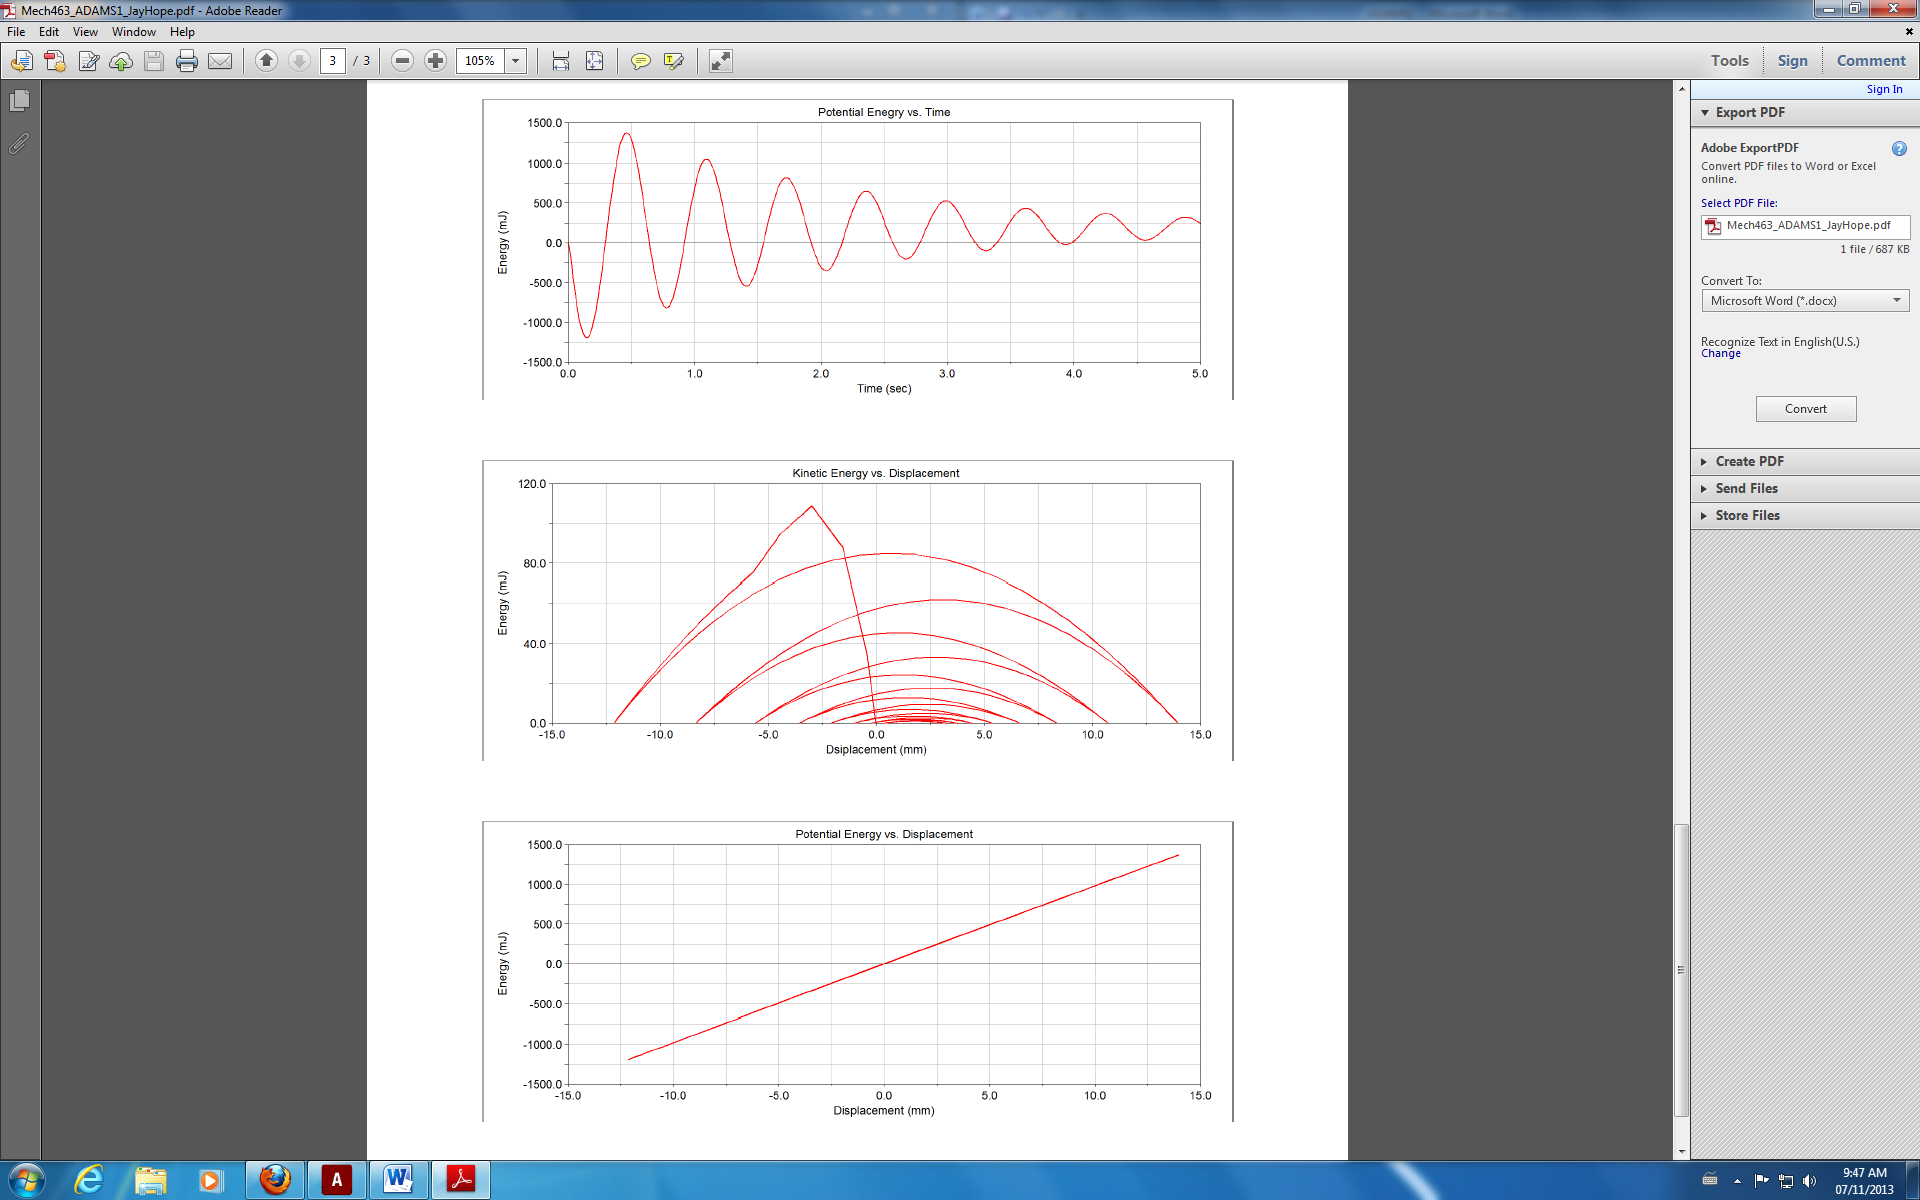 Mech463_ADAMS1_JayHope.pdf - Adobe Reader
File Edit View Window Help
3 / 3 105% Tools Sign Comment
Sign In
Export PDF
Adobe ExportPDF
Convert PDF files to Word or Excel
online.
Select PDF File:
Mech463_ADAMS1_JayHope.pdf
1 file / 687 KB
Convert To:
Microsoft Word (*.docx)
Recognize Text in English(U.S.)
Change
Convert
Create PDF
Send Files
Store Files
Potential Enegry vs. Time
1500.0
1000.0
500.0
0.0
-500.0
-1000.0
-1500.0
Energy (mJ)
0.0 1.0 2.0 3.0 4.0 5.0
Time (sec)
Kinetic Energy vs. Displacement
120.0
80.0
40.0
0.0
Energy (mJ)
-15.0 -10.0 -5.0 0.0 5.0 10.0 15.0
Dsiplacement (mm)
Potential Energy vs. Displacement
1500.0
1000.0
500.0
0.0
-500.0
-1000.0
-1500.0
Energy (mJ)
-15.0 -10.0 -5.0 0.0 5.0 10.0 15.0
Displacement (mm)
9:47 AM
07/11/2013